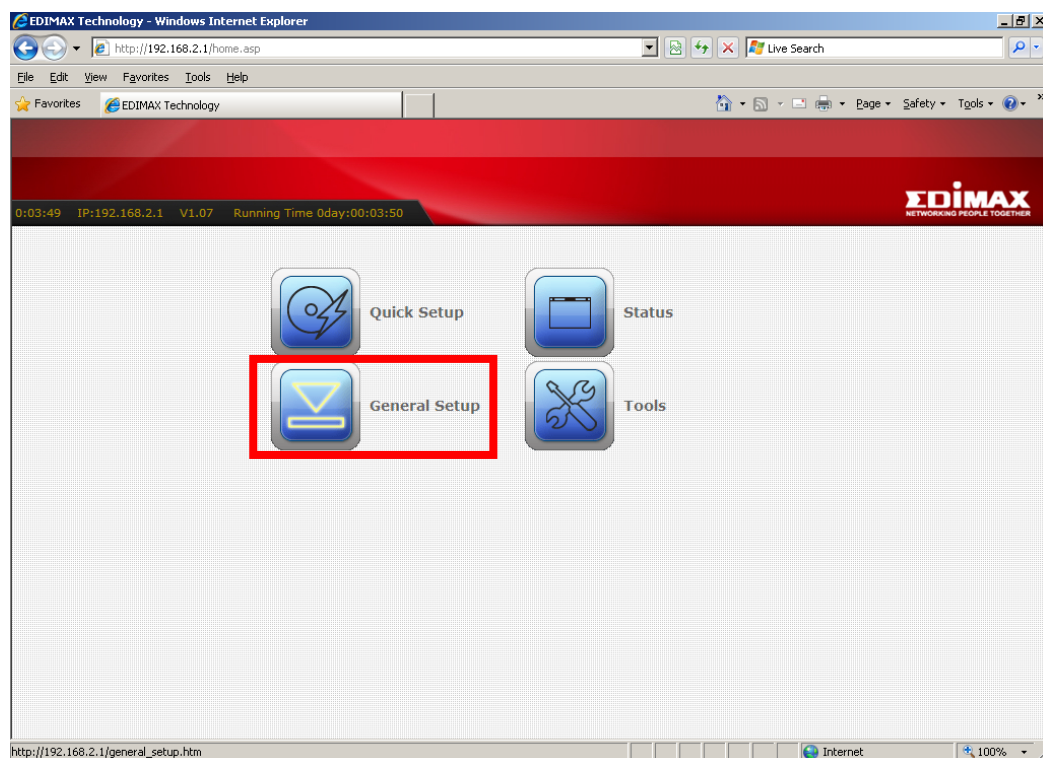 EDIMAX Technology - Windows Internet Explorer
http://192.168.2.1/home.asp
Live Search
File Edit View Favorites Tools Help
Favorites EDIMAX Technology Page Safety Tools
EDIMAX
NETWORKING PEOPLE TOGETHER
0:03:49 IP:192.168.2.1 V1.07 Running Time 0day:00:03:50
Quick Setup Status
General Setup Tools
http://192.168.2.1/general_setup.htm Internet 100%